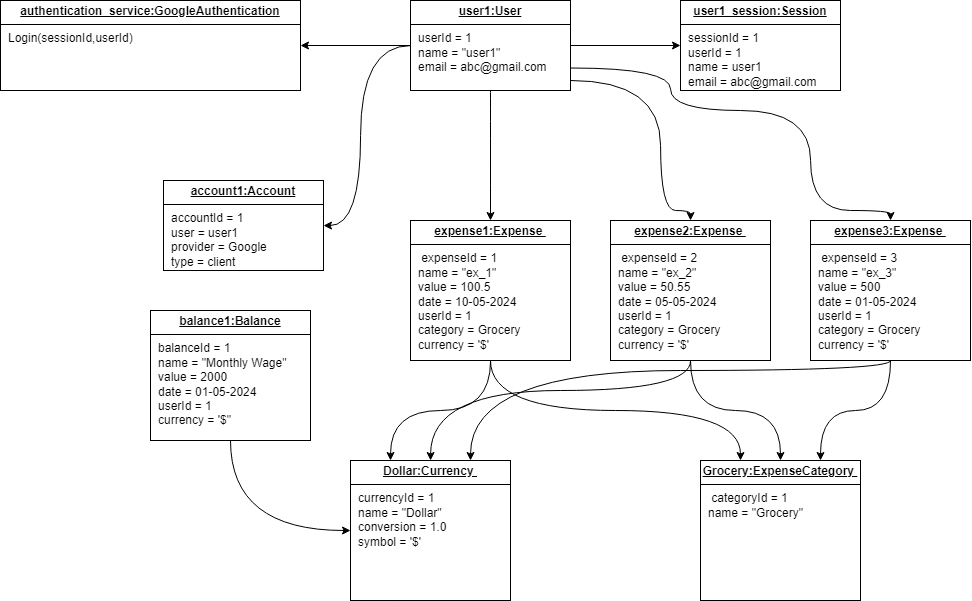 authentication_service:GoogleAuthentication
Login(sessionId,userId)
user1:User
userId = 1
name = "user1"
email = abc@gmail.com
user1_session:Session
sessionId = 1
userId = 1
name = user1
email = abc@gmail.com
account1:Account
accountId = 1
user = user1
provider = Google
type = client
expense1:Expense
expenseId = 1
name = "ex_1"
value = 100.5
date = 10-05-2024
userId = 1
category = Grocery
currency = '$'
expense2:Expense
expenseId = 2
name = "ex_2"
value = 50.55
date = 05-05-2024
userId = 1
category = Grocery
currency = '$'
expense3:Expense
expenseId = 3
name = "ex_3"
value = 500
date = 01-05-2024
userId = 1
category = Grocery
currency = '$'
balance1:Balance
balanceId = 1
name = "Monthly Wage"
value = 2000
date = 01-05-2024
userId = 1
currency = '$"
Dollar:Currency
currencyId = 1
name = "Dollar"
conversion = 1.0
symbol = '$'
Grocery:ExpenseCategory
categoryId = 1
name = "Grocery"